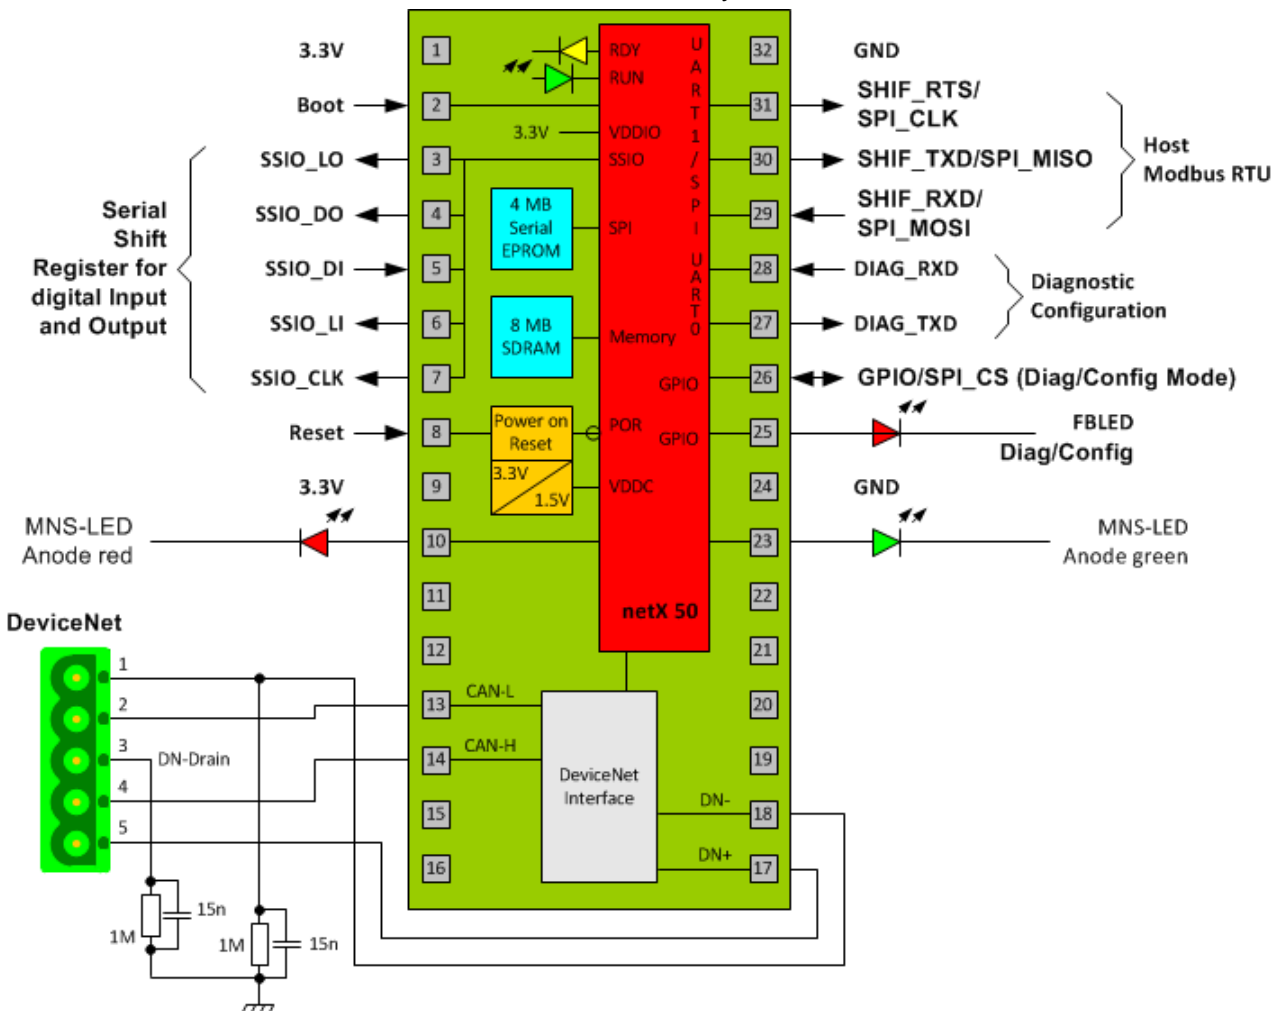 3.3V
1
RDY
UART1/SPI
32
GND
RUN
Boot
2
31
SHIF_RTS/
SPI_CLK
3.3V
VDDIO
SSIO_LO
3
SSIO
30
SHIF_TXD/SPI_MISO
Host
Modbus RTU
Serial
Shift
Register for
digital Input
and Output
SSIO_DO
4
4 MB
Serial
EPROM
SPI
29
SHIF_RXD/
SPI_MOSI
SSIO_DI
5
UART0
28
DIAG_RXD
Diagnostic
Configuration
SSIO_LI
6
8 MB
SDRAM
Memory
27
DIAG_TXD
SSIO_CLK
7
GPIO
26
GPIO/SPI_CS (Diag/Config Mode)
Reset
8
Power on
Reset
POR
GPIO
25
FBLED
Diag/Config
3.3V
9
3.3V
1.5V
VDDC
24
GND
MNS-LED
Anode red
10
23
MNS-LED
Anode green
11
netX 50
22
DeviceNet
12
21
1
2
3
DN-Drain
4
5
13
CAN-L
20
14
CAN-H
19
DeviceNet
Interface
15
DN-
18
16
DN+
17
1M
15n
1M
15n